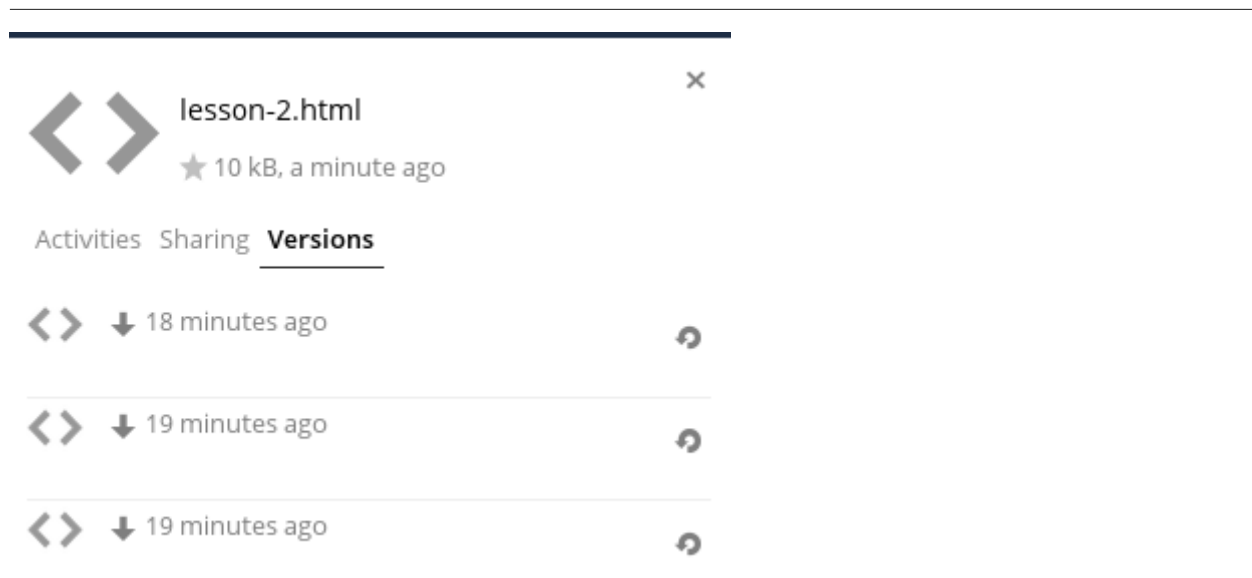 lesson-2.html
10 kB, a minute ago
Activities Sharing Versions
18 minutes ago
19 minutes ago
19 minutes ago